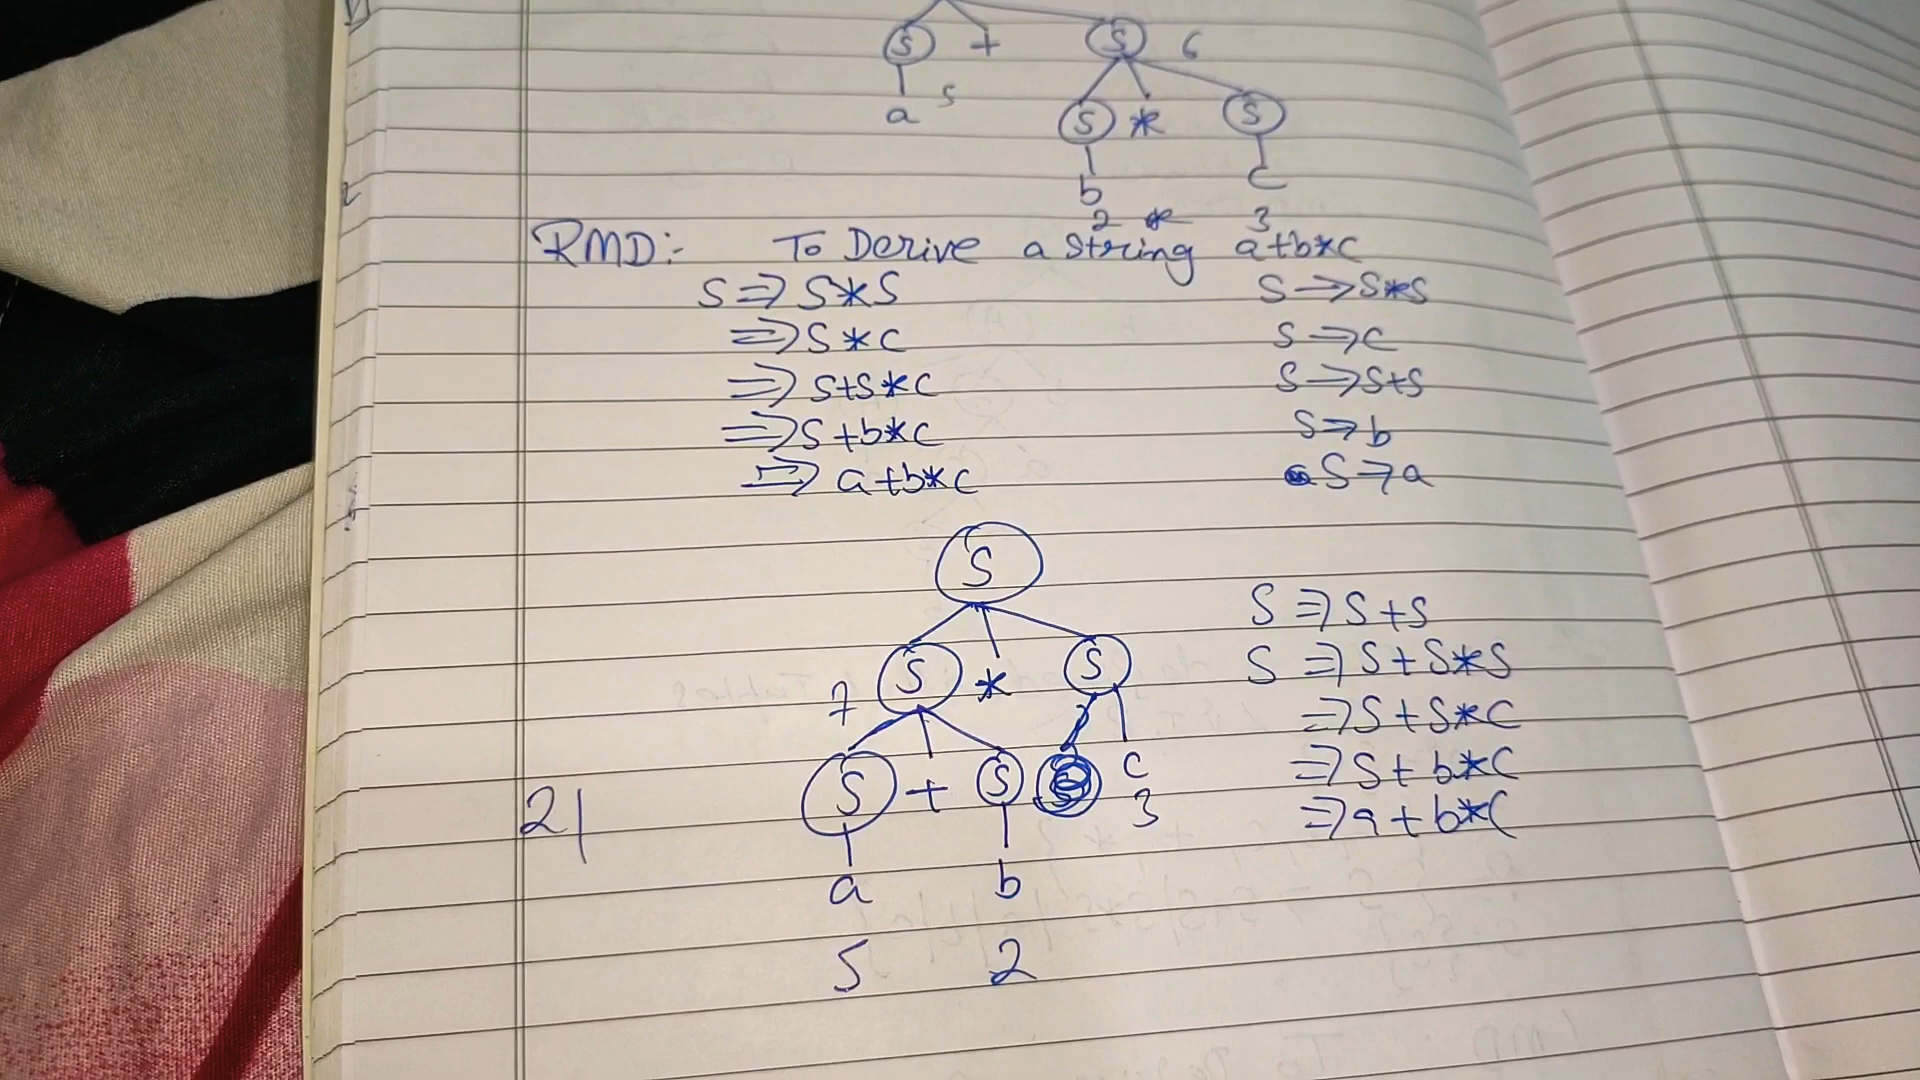 S + S 6
a 5 S * S
b C
2 * 3
RMD:- To Derive a String a+b*c
S ⇒ S*S S → S*S
⇒ S*C S ⇒ C
⇒ S+S*C S → S+S
⇒ S+b*C S ⇒ b
⇒ a+b*C S ⇒ a
S
S ⇒ S+S
7 S * S S ⇒ S+S*S
⇒ S+S*C
S + S C ⇒ S+b*C
21 3 ⇒ a+b*C
a b
5 2